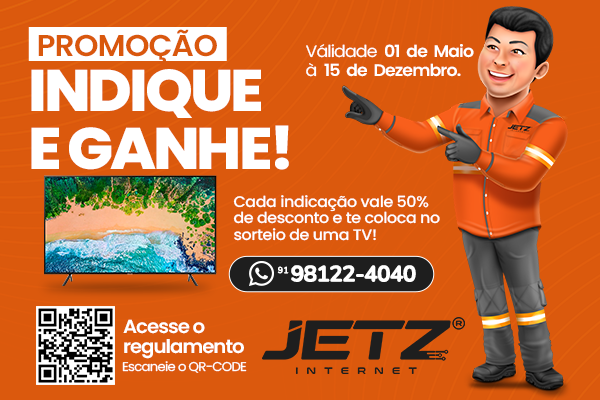 PROMOÇÃO
INDIQUE
E GANHE!
Válidade 01 de Maio
à 15 de Dezembro.
JETZ
Cada indicação vale 50%
de desconto e te coloca no
sorteio de uma TV!
91 98122-4040
Acesse o
regulamento
Escaneie o QR-CODE
JETZ®
INTERNET